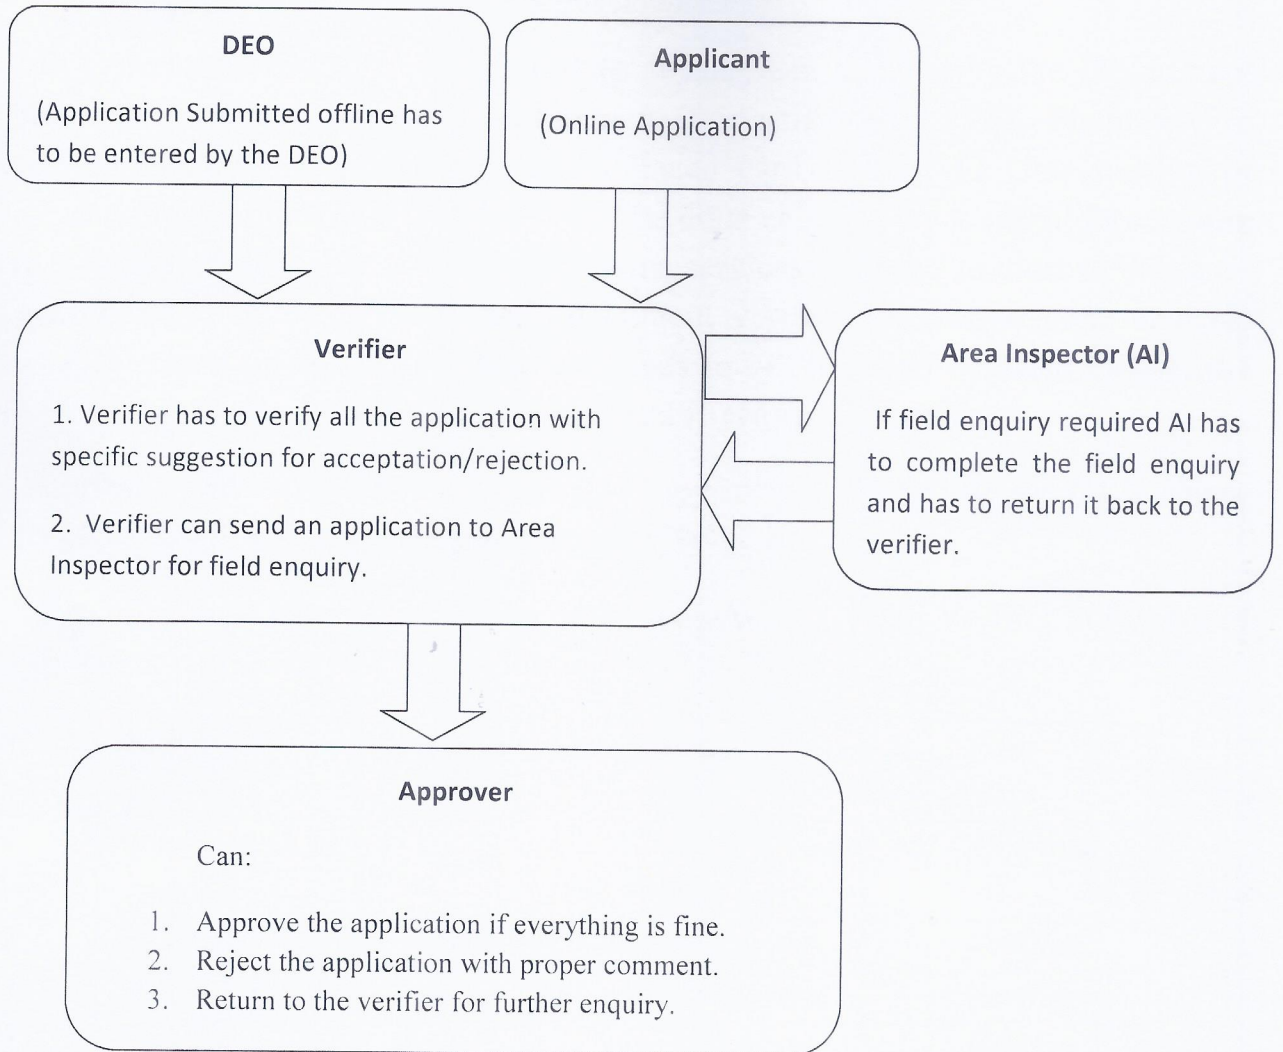 DEO
(Application Submitted offline has
to be entered by the DEO)
Applicant
(Online Application)
Verifier
1. Verifier has to verify all the application with
specific suggestion for acceptation/rejection.
2. Verifier can send an application to Area
Inspector for field enquiry.
Area Inspector (AI)
If field enquiry required AI has
to complete the field enquiry
and has to return it back to the
verifier.
Approver
Can:
1. Approve the application if everything is fine.
2. Reject the application with proper comment.
3. Return to the verifier for further enquiry.